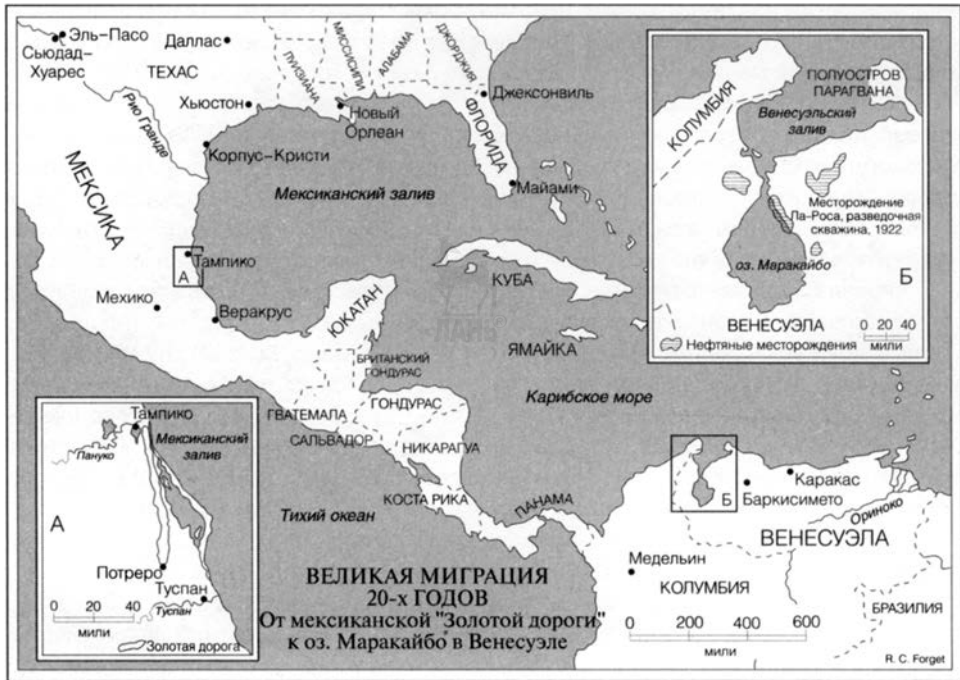 Эль-Пасо
Сьюдад-
Хуарес
Даллас
ТЕХАС
ЛУИЗИАНА
МИССИСИПИ
АЛАБАМА
ДЖОРДЖИЯ
Хьюстон
Новый
Орлеан
Джексонвиль
ФЛОРИДА
Рио Гранде
Корпус-Кристи
МЕКСИКА
Мексиканский залив
Майами
Тампико
А
Мехико
Веракрус
ЮКАТАН
КУБА
ЯМАЙКА
БРИТАНСКИЙ
ГОНДУРАС
ГВАТЕМАЛА
ГОНДУРАС
САЛЬВАДОР
НИКАРАГУА
КОСТА РИКА
ПАНАМА
Карибское море
Тихий океан
Б
Каракас
Баркисимето
Ориноко
ВЕНЕСУЭЛА
Медельин
КОЛУМБИЯ
БРАЗИЛИЯ
0 200 400 600
мили
R. C. Forget
ВЕЛИКАЯ МИГРАЦИЯ
20-х ГОДОВ
От мексиканской "Золотой дороги"
к оз. Маракайбо в Венесуэле
КОЛУМБИЯ
ПОЛУОСТРОВ
ПАРАГВАНА
Венесуэльский
залив
Месторождение
Ла-Роса, разведочная
скважина, 1922
оз. Маракайбо
Б
ВЕНЕСУЭЛА
0 20 40
мили
Нефтяные месторождения
Тампико
Мексиканский
залив
Пануко
А
Потреро
Туспан
Туспан
0 20 40
мили
Золотая дорога